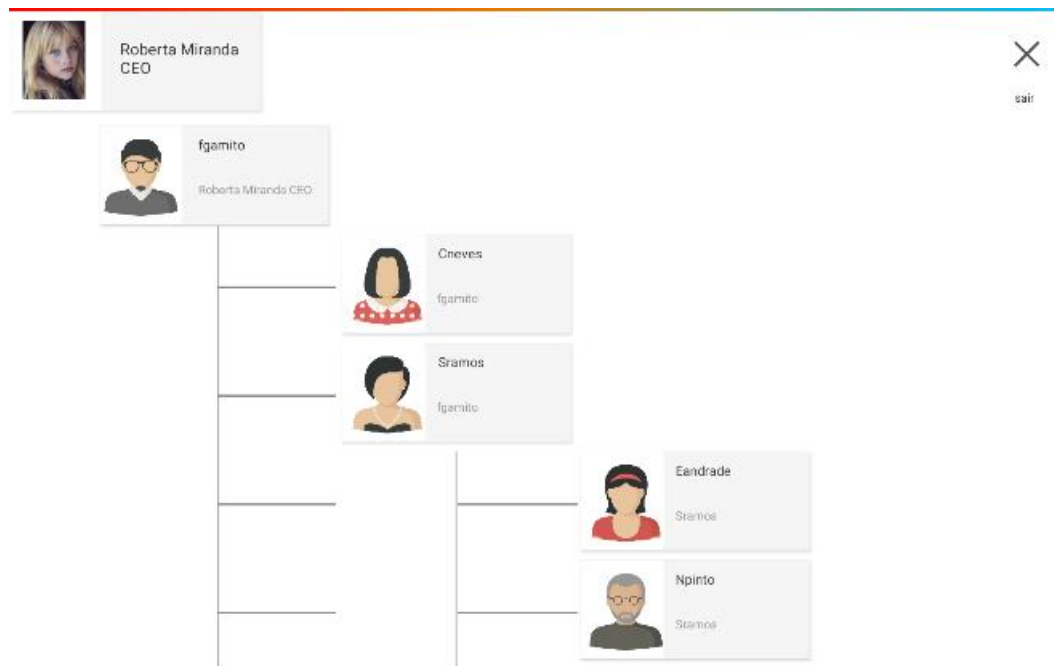 Roberta Miranda
CEO
sair
fgamito
Roberta Miranda CEO
Cneves
fgamito
Sramos
fgamito
Eandrade
Sramos
Npinto
Sramos